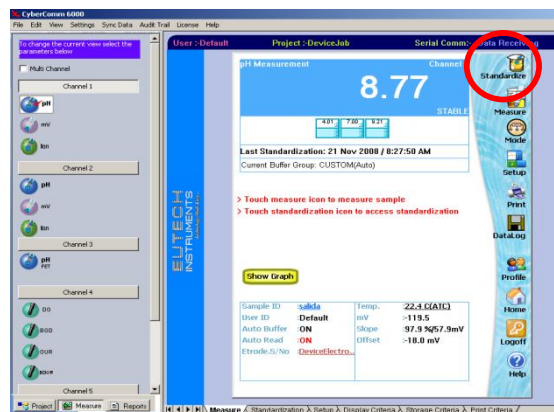 CyberComm 6000
File Edit View Settings Sync Data Audit Trail License Help
To change the current view select the
parameters below
Multi Channel
Channel 1
pH
mV
Ion
Channel 2
pH
mV
Ion
Channel 3
pH
FET
Channel 4
DO
BOD
OUR
SOUR
Channel 5
Project Measure Reports
User :-Default Project :-DeviceJob Serial Comm:- Data Receiving
EUTECH
INSTRUMENTS
pH Measurement Channel
8.77
STABLE
4.01 7.00 9.21
Last Standardization: 21 Nov 2008 / 8:27:50 AM
Current Buffer Group: CUSTOM(Auto)
> Touch measure icon to measure sample
> Touch standardization icon to access standardization
Show Graph
Sample ID :salida Temp. :22.4 C(ATC)
User ID :Default mV :-119.5
Auto Buffer :ON Slope :97.9 %/57.9mV
Auto Read :ON Offset :-18.0 mV
Etrode.S/No :DeviceElectro..
Standardize
Measure
Mode
Setup
Print
DataLog
Profile
Home
Logoff
Help
Measure Standardization Setup Display Criteria Storage Criteria Print Criteria